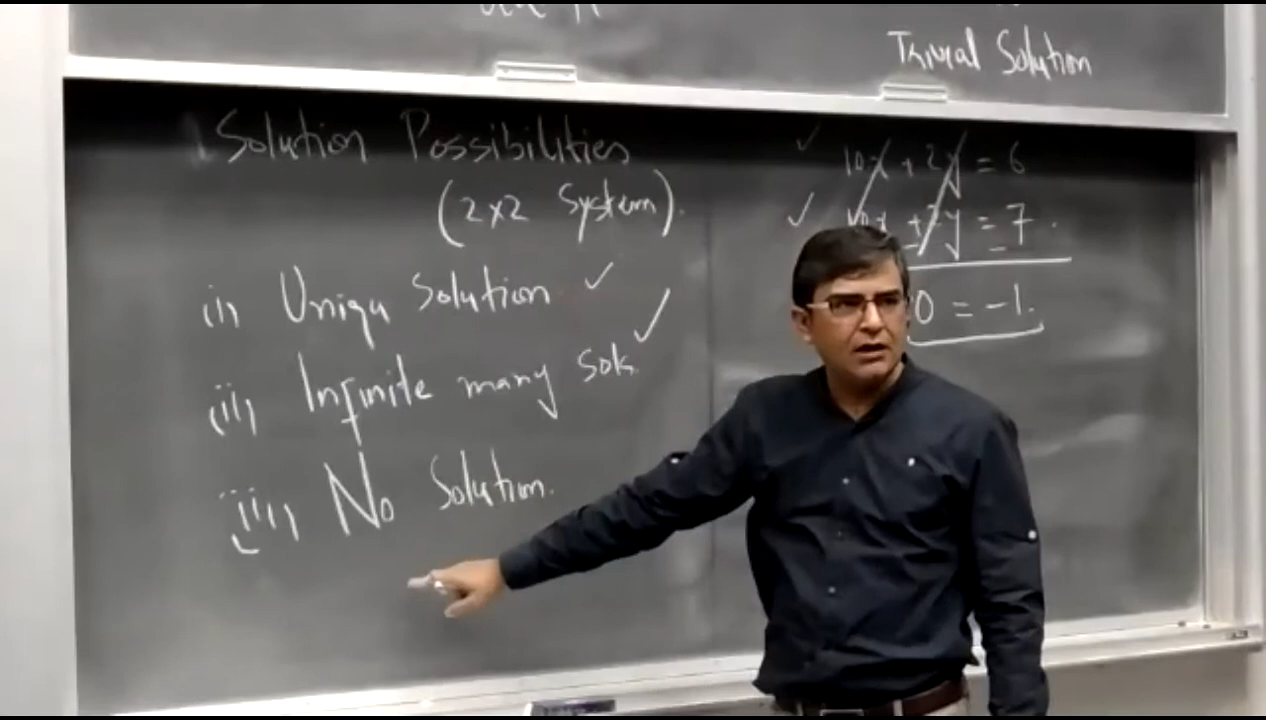 Trivial Solution
Solution Possibilities
(2x2 System).
(i) Uniqu Solution ✓
(ii) Infinite many Sols. ✓
(iii) No Solution.
✓ 10x + 2y = 6
✓ 10x + 2y = 7.
0 = -1.